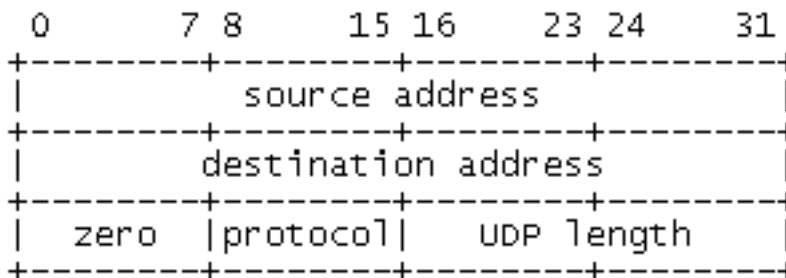 0      7 8     15 16    23 24    31
+--------+--------+--------+--------+
|          source address           |
+--------+--------+--------+--------+
|        destination address        |
+--------+--------+--------+--------+
|  zero  |protocol|   UDP length    |
+--------+--------+--------+--------+